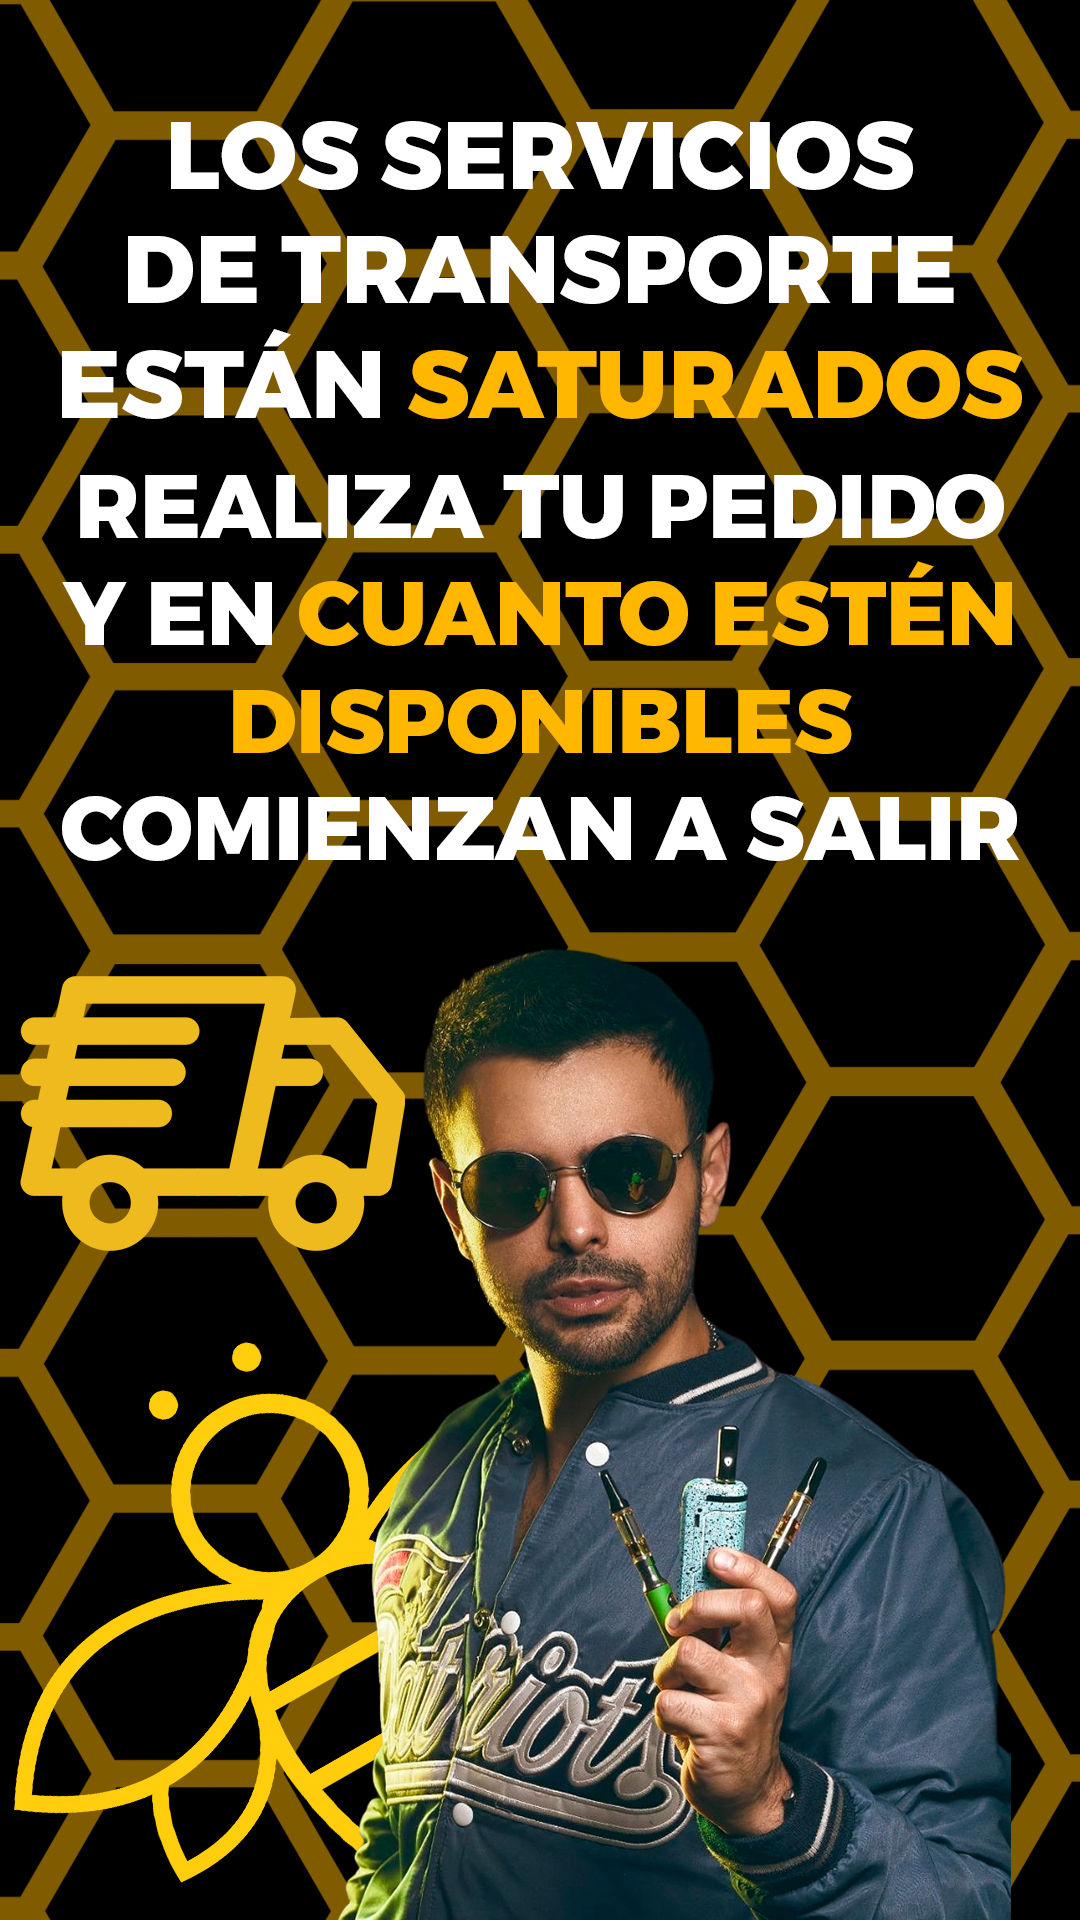 LOS SERVICIOS
DE TRANSPORTE
ESTÁN SATURADOS
REALIZA TU PEDIDO
Y EN CUANTO ESTÉN
DISPONIBLES
COMIENZAN A SALIR
Patriots